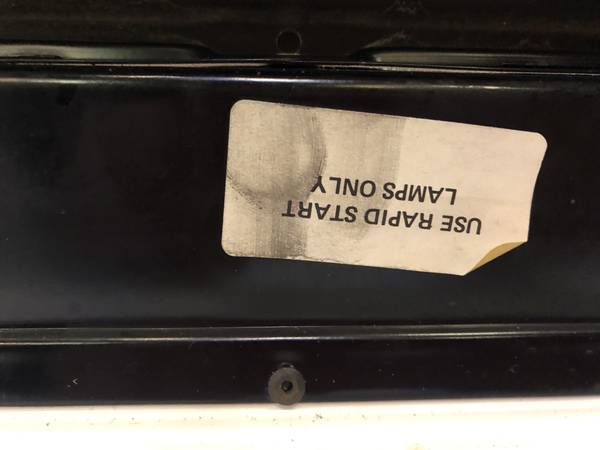 USE RAPID START
LAMPS ONLY